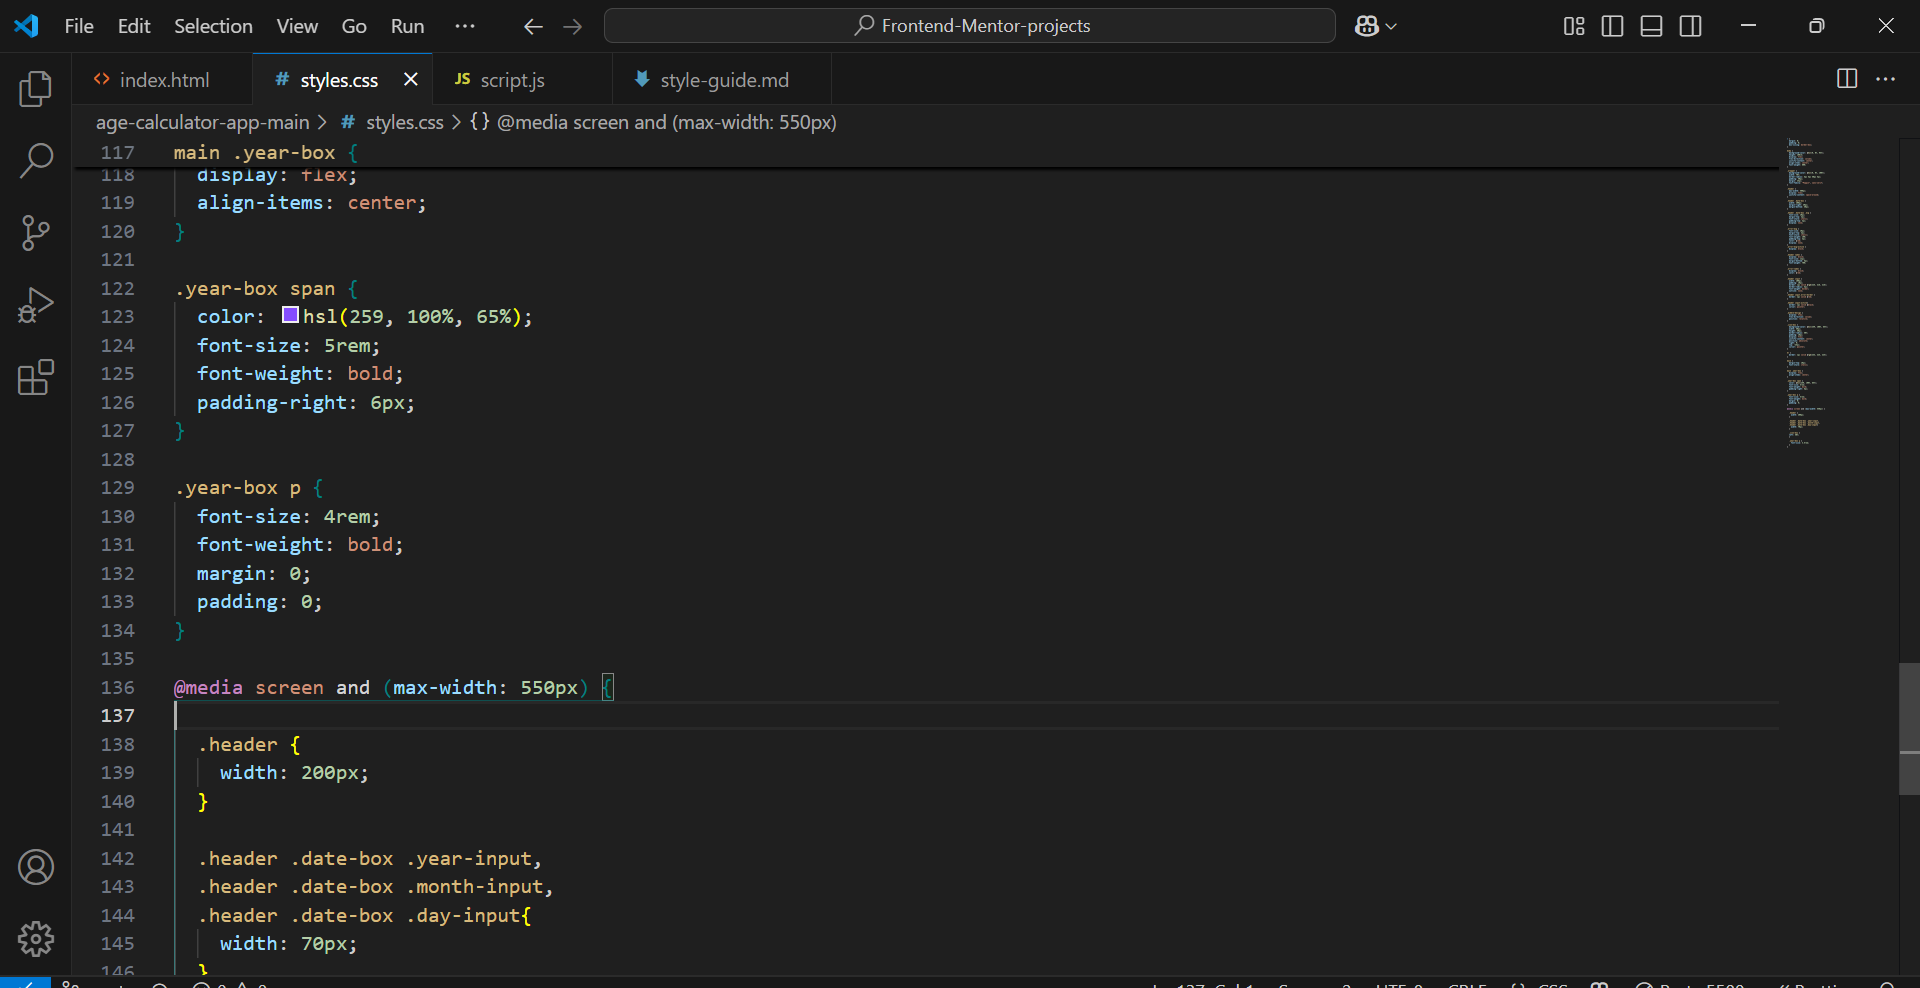 File Edit Selection View Go Run ··· Frontend-Mentor-projects
index.html # styles.css JS script.js style-guide.md
age-calculator-app-main > # styles.css > {} @media screen and (max-width: 550px)
117 main .year-box {
118 display: flex;
119 align-items: center;
120 }
121
122 .year-box span {
123 color: hsl(259, 100%, 65%);
124 font-size: 5rem;
125 font-weight: bold;
126 padding-right: 6px;
127 }
128
129 .year-box p {
130 font-size: 4rem;
131 font-weight: bold;
132 margin: 0;
133 padding: 0;
134 }
135
136 @media screen and (max-width: 550px) {
137
138 .header {
139 width: 200px;
140 }
141
142 .header .date-box .year-input,
143 .header .date-box .month-input,
144 .header .date-box .day-input{
145 width: 70px;
146 }